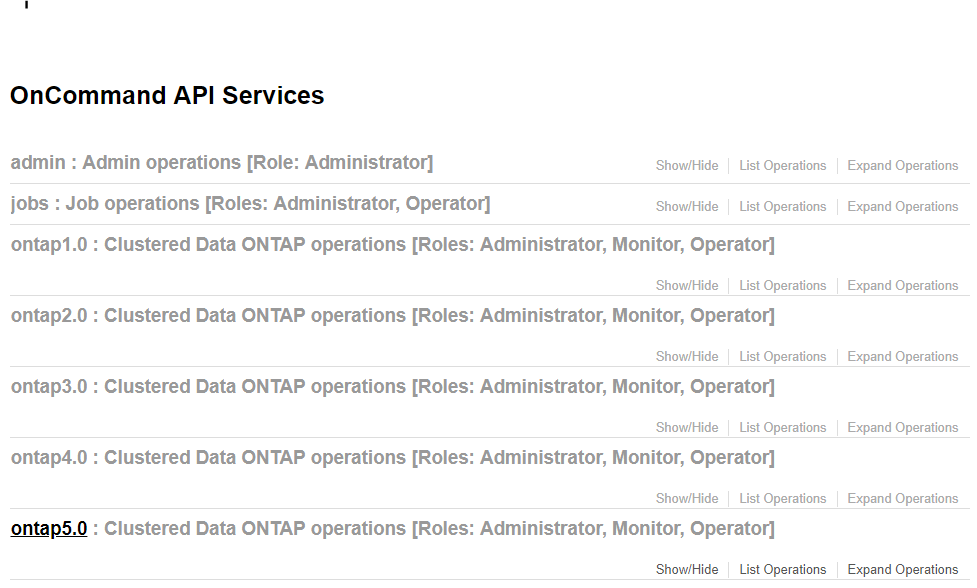 OnCommand API Services
admin : Admin operations [Role: Administrator]
Show/Hide List Operations Expand Operations
jobs : Job operations [Roles: Administrator, Operator]
Show/Hide List Operations Expand Operations
ontap1.0 : Clustered Data ONTAP operations [Roles: Administrator, Monitor, Operator]
Show/Hide List Operations Expand Operations
ontap2.0 : Clustered Data ONTAP operations [Roles: Administrator, Monitor, Operator]
Show/Hide List Operations Expand Operations
ontap3.0 : Clustered Data ONTAP operations [Roles: Administrator, Monitor, Operator]
Show/Hide List Operations Expand Operations
ontap4.0 : Clustered Data ONTAP operations [Roles: Administrator, Monitor, Operator]
Show/Hide List Operations Expand Operations
ontap5.0 : Clustered Data ONTAP operations [Roles: Administrator, Monitor, Operator]
Show/Hide List Operations Expand Operations